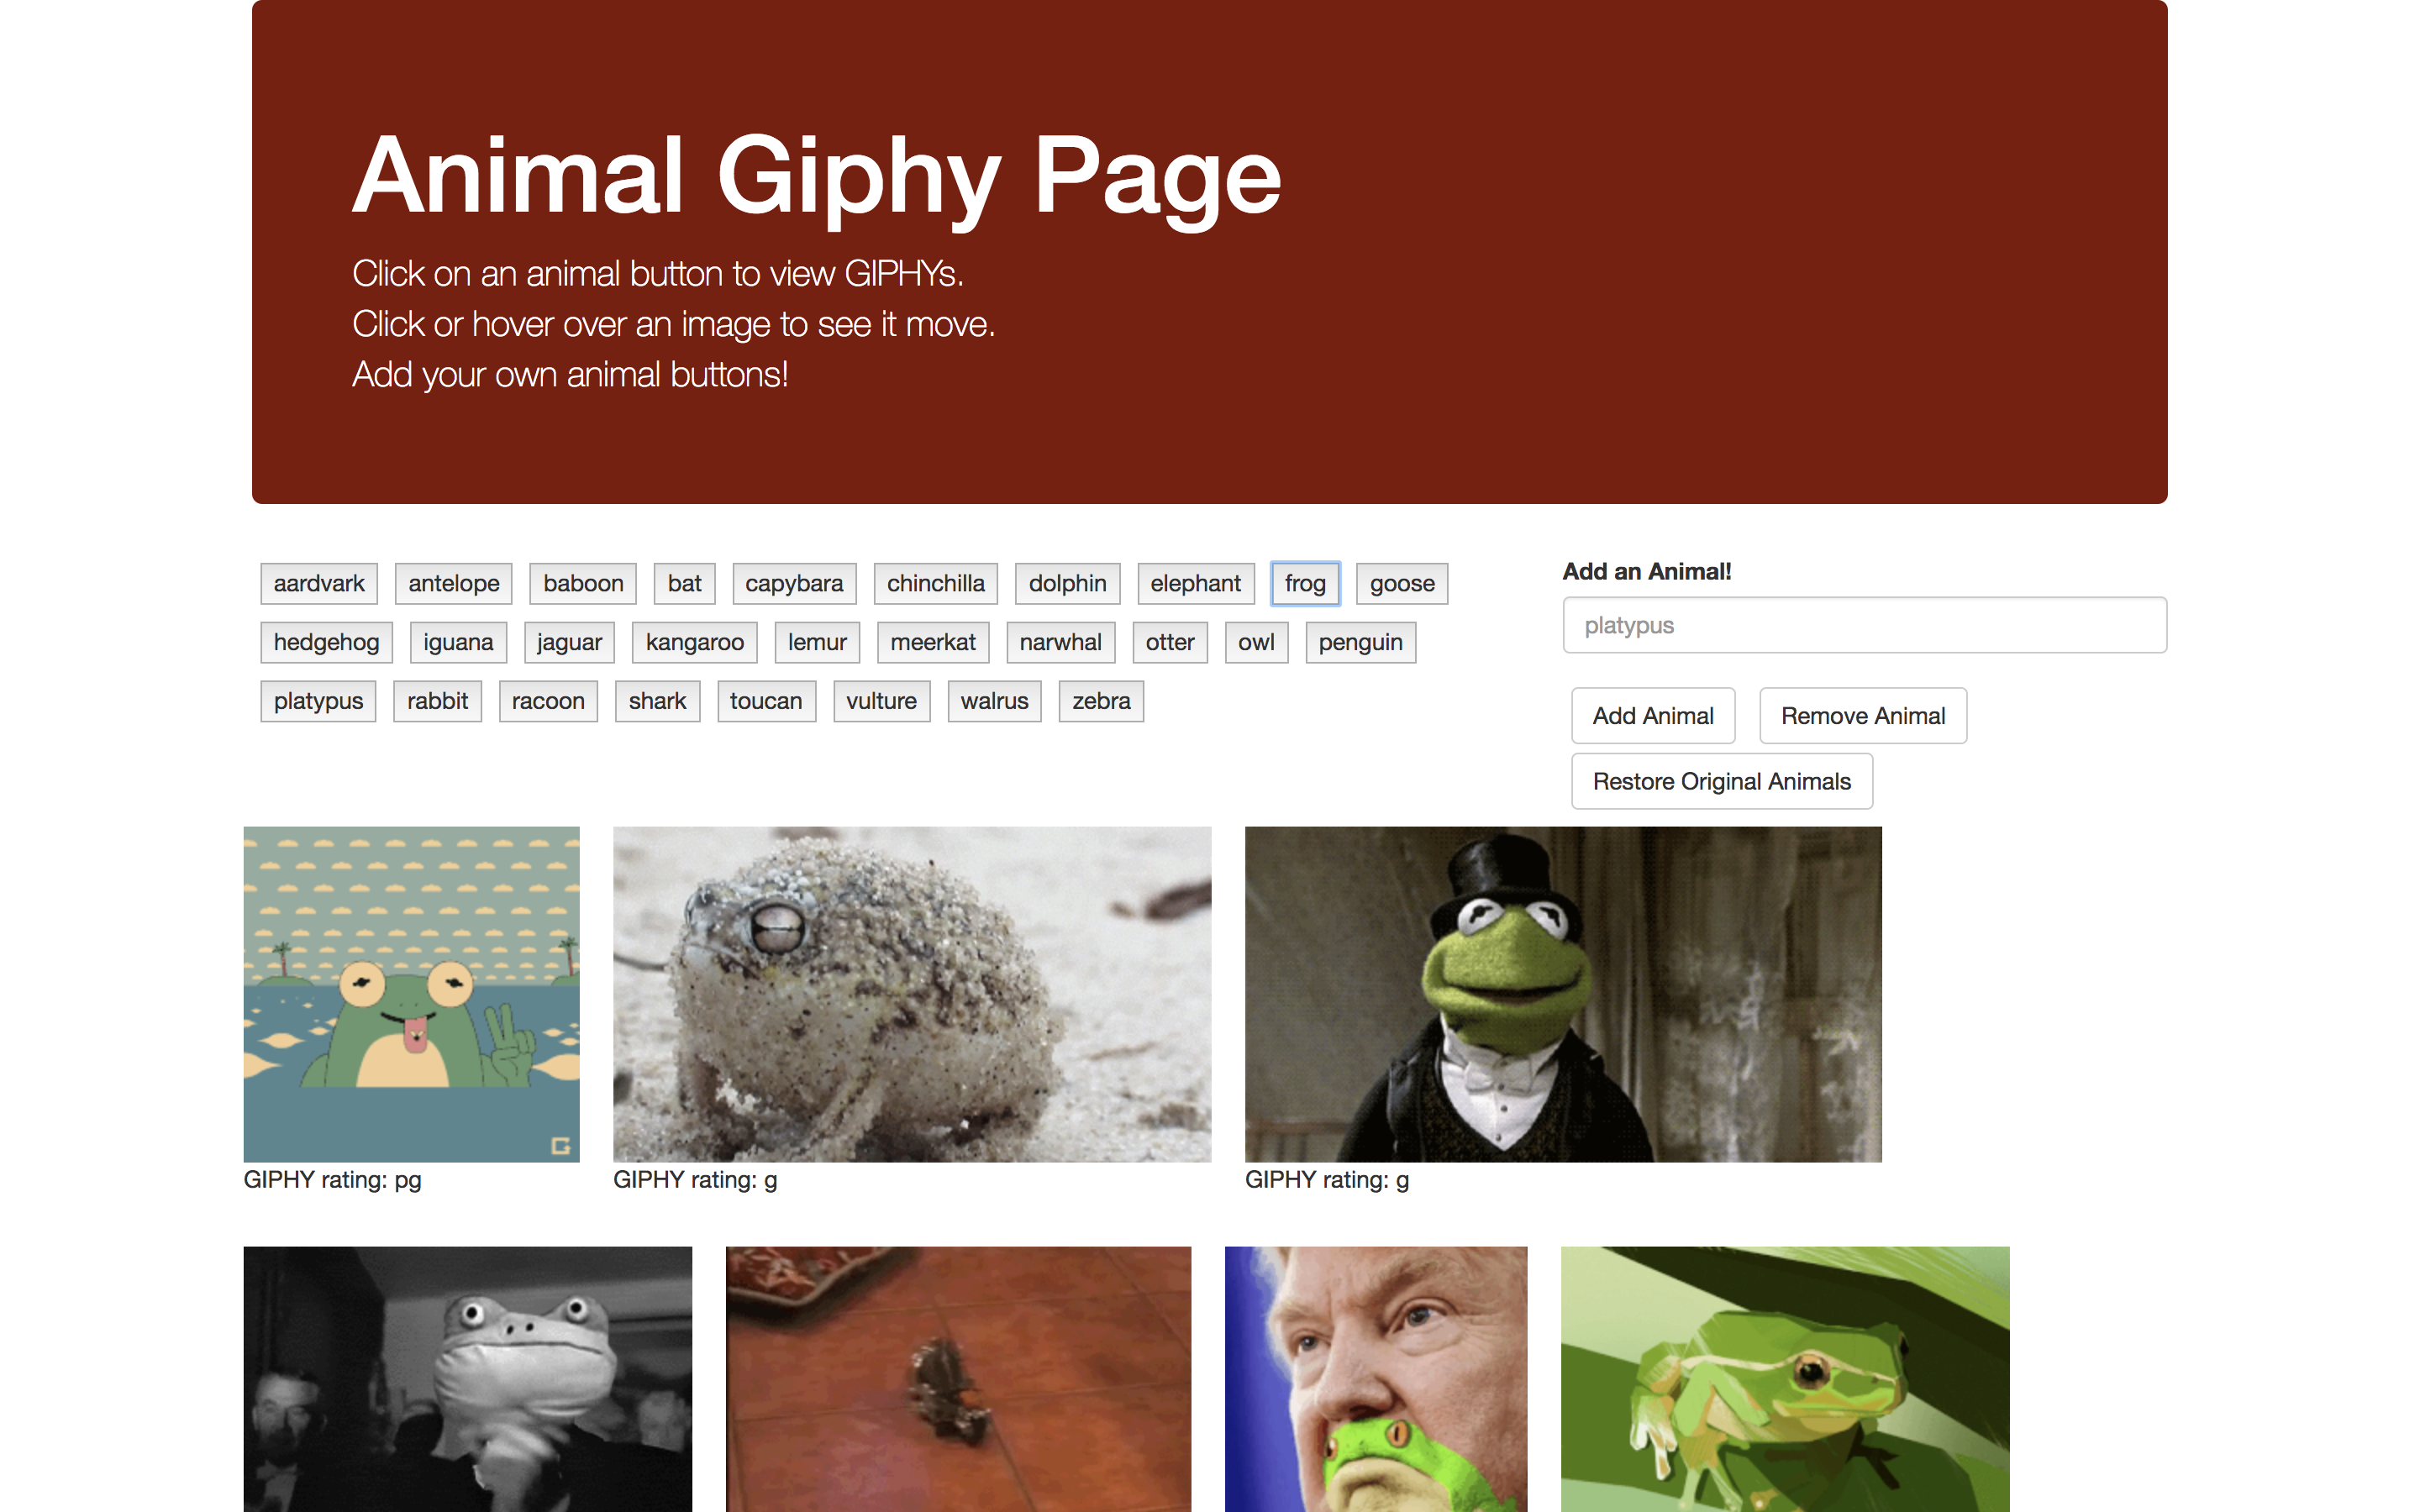 Animal Giphy Page
Click on an animal button to view GIPHYs.
Click or hover over an image to see it move.
Add your own animal buttons!
aardvark antelope baboon bat capybara chinchilla dolphin elephant frog goose
hedgehog iguana jaguar kangaroo lemur meerkat narwhal otter owl penguin
platypus rabbit racoon shark toucan vulture walrus zebra
Add an Animal!
platypus
Add Animal Remove Animal
Restore Original Animals
GIPHY rating: pg GIPHY rating: g GIPHY rating: g